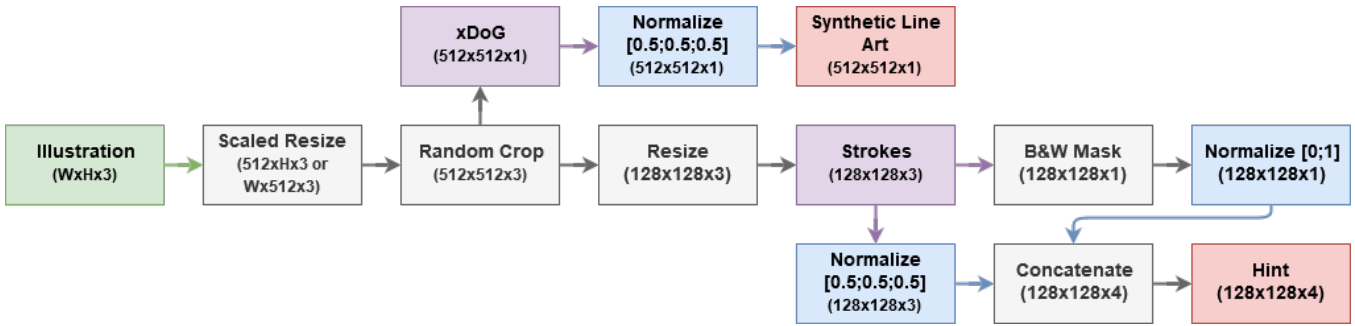 xDoG
(512x512x1)
Normalize
[0.5;0.5;0.5]
(512x512x1)
Synthetic Line
Art
(512x512x1)
Illustration
(WxHx3)
Scaled Resize
(512xHx3 or
Wx512x3)
Random Crop
(512x512x3)
Resize
(128x128x3)
Strokes
(128x128x3)
B&W Mask
(128x128x1)
Normalize [0;1]
(128x128x1)
Normalize
[0.5;0.5;0.5]
(128x128x3)
Concatenate
(128x128x4)
Hint
(128x128x4)